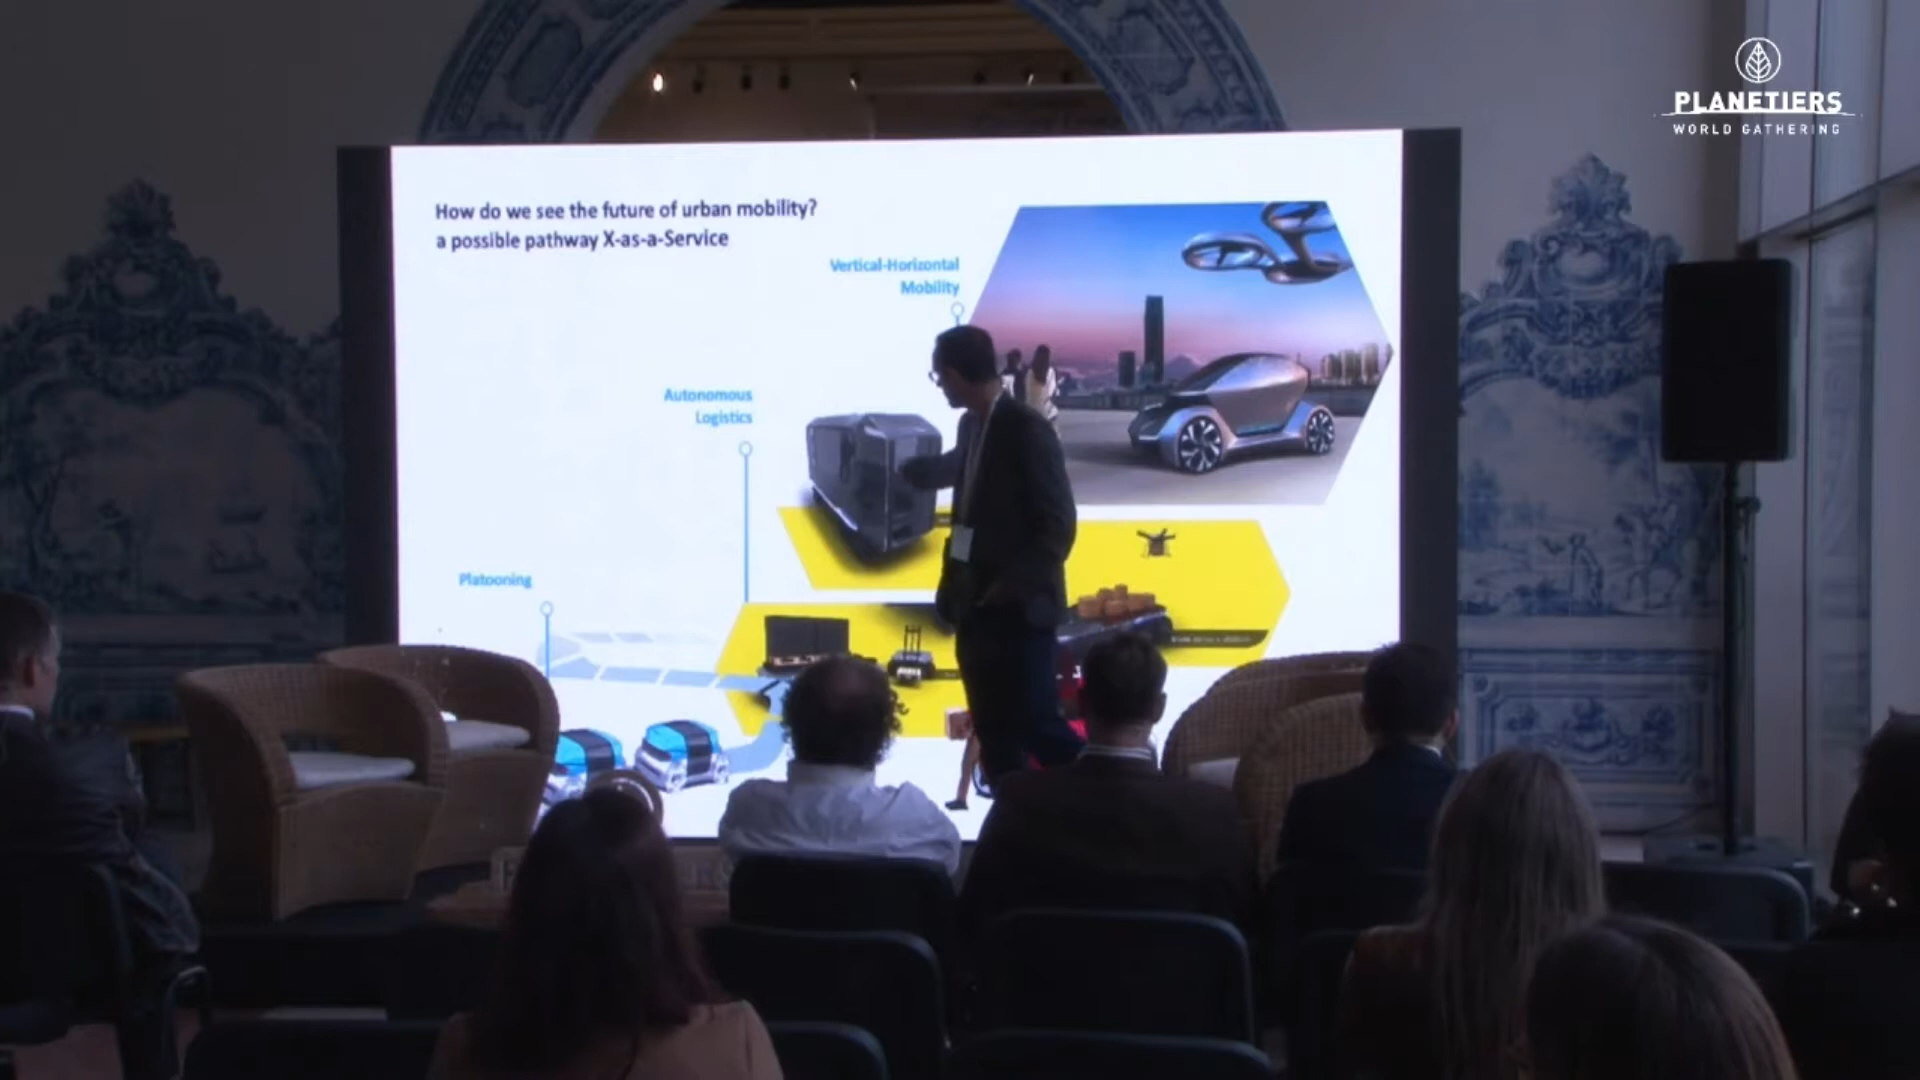 PLANETIERS
WORLD GATHERING
How do we see the future of urban mobility?
a possible pathway X-as-a-Service
Vertical-Horizontal
Mobility
Autonomous
Logistics
Platooning